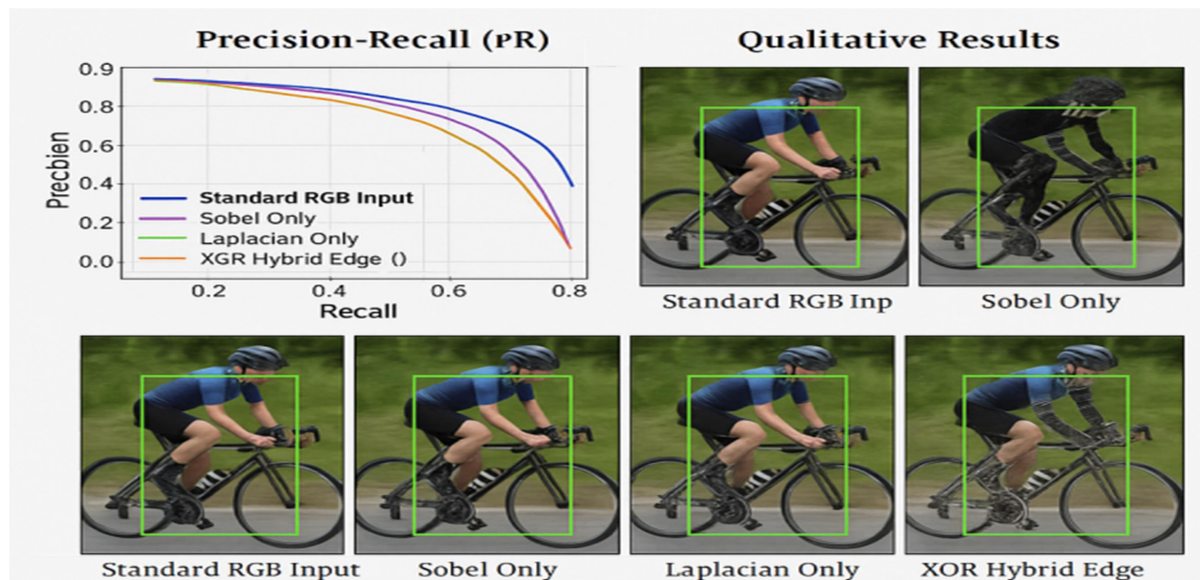 Precision-Recall (PR)
Qualitative Results
0.9
0.8
0.6
0.4
0.2
0.0
Precbien
Standard RGB Input
Sobel Only
Laplacian Only
XGR Hybrid Edge ()
0.2 0.4 0.6 0.8
Recall
Standard RGB Inp
Sobel Only
Standard RGB Input
Sobel Only
Laplacian Only
XOR Hybrid Edge